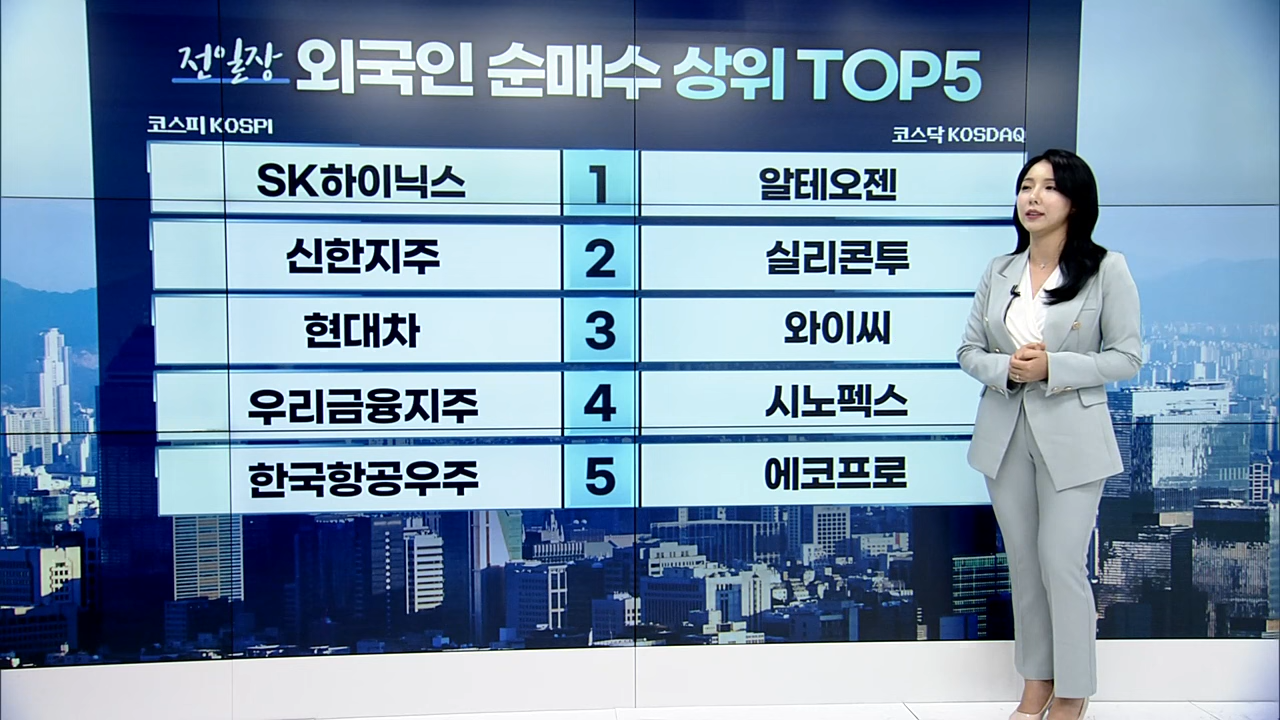 전일장 외국인 순매수 상위 TOP5
코스피 KOSPI
코스닥 KOSDAQ
SK하이닉스 1 알테오젠
신한지주 2 실리콘투
현대차 3 와이씨
우리금융지주 4 시노펙스
한국항공우주 5 에코프로